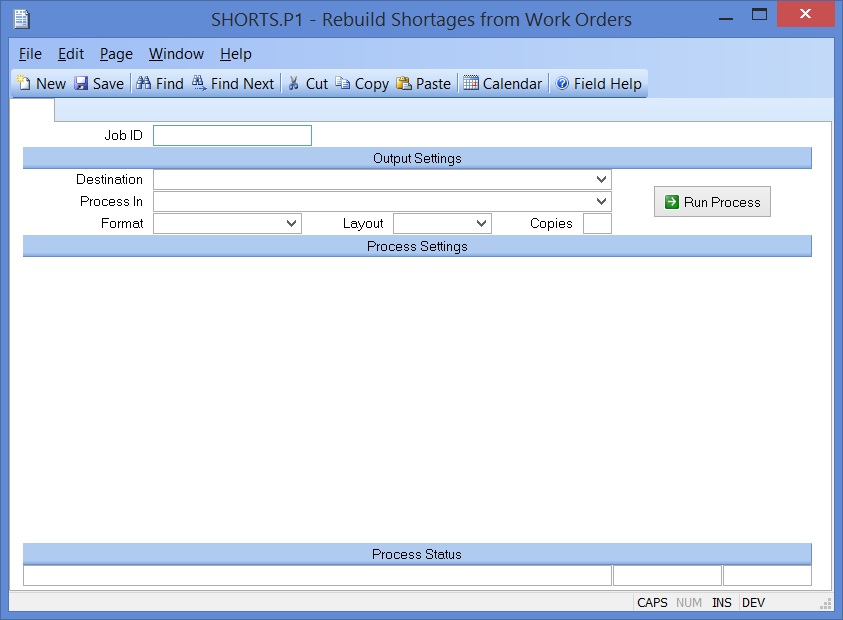 SHORTS.P1 - Rebuild Shortages from Work Orders
File Edit Page Window Help
New Save Find Find Next Cut Copy Paste Calendar Field Help
Job ID
Output Settings
Destination
Process In
Run Process
Format Layout Copies
Process Settings
Process Status
CAPS NUM INS DEV